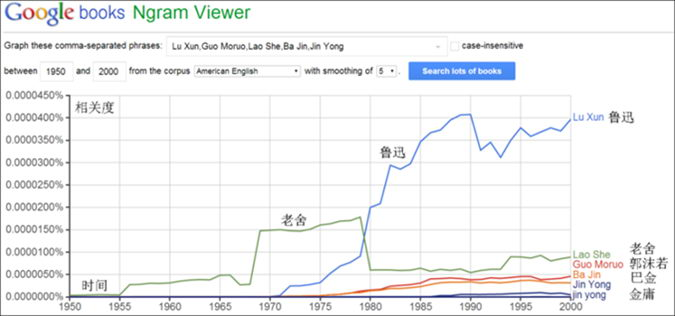 Google books Ngram Viewer
Graph these comma-separated phrases: Lu Xun,Guo Moruo,Lao She,Ba Jin,Jin Yong case-insensitive
between 1950 and 2000 from the corpus American English with smoothing of 5 . Search lots of books
0.0000450% 相关度
0.0000400%
Lu Xun 鲁迅
0.0000350%
鲁迅
0.0000300%
0.0000250%
0.0000200%
老舍
0.0000150%
0.0000100%
Lao She 老舍
Guo Moruo 郭沫若
0.0000050%
Ba Jin 巴金
时间
Jin Yong 金庸
0.0000000% jin yong
1950 1955 1960 1965 1970 1975 1980 1985 1990 1995 2000